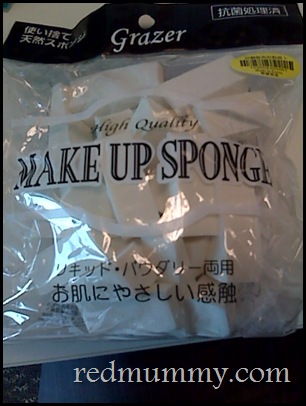 使い捨て
天然スポンジ
抗菌処理済
Grazer
High Quality
MAKE UP SPONGE
リキッド・パウダリー両用
お肌にやさしい感触
redmummy.com